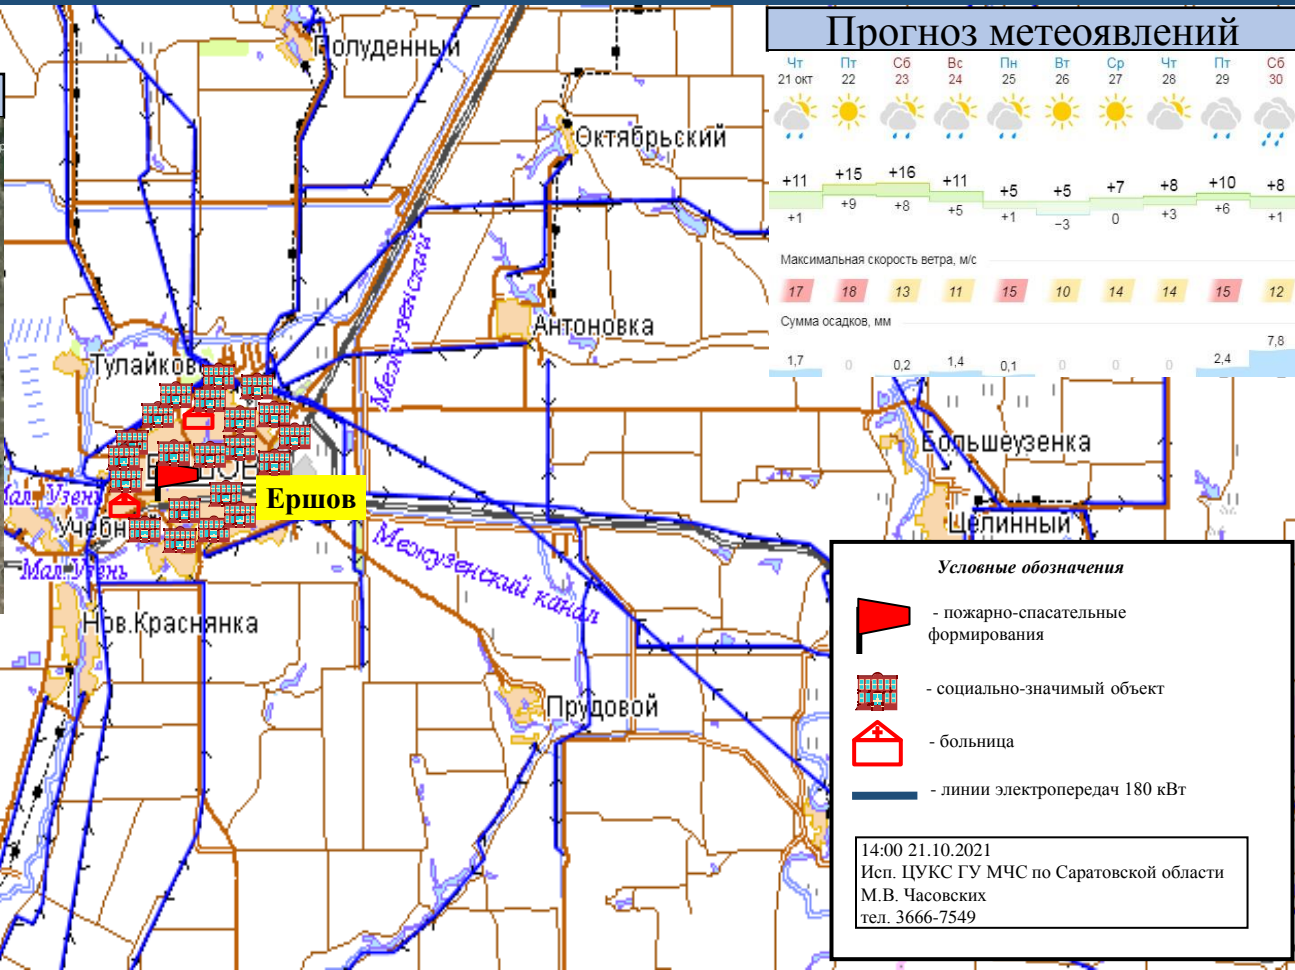 Прогноз метеоявлений
Чт Пт Сб Вс Пн Вт Ср Чт Пт Сб
21 окт 22 23 24 25 26 27 28 29 30
+11 +15 +16 +11 +5 +5 +7 +8 +10 +8
+1 +9 +8 +5 +1 −3 0 +3 +6 +1
Максимальная скорость ветра, м/с
17 18 13 11 15 10 14 14 15 12
Сумма осадков, мм
1,7 0 0,2 1,4 0,1 0 0 0 2,4 7,8
Полуденный
Октябрьский
Межузенский
Антоновка
Тулайково
Большеузенка
Ершов
Мал. Узень
Целинный
Межузенский канал
Мал. Узень
Нов.Краснянка
Прудовой
Условные обозначения
- пожарно-спасательные
формирования
- социально-значимый объект
- больница
- линии электропередач 180 кВт
14:00 21.10.2021
Исп. ЦУКС ГУ МЧС по Саратовской области
М.В. Часовских
тел. 3666-7549